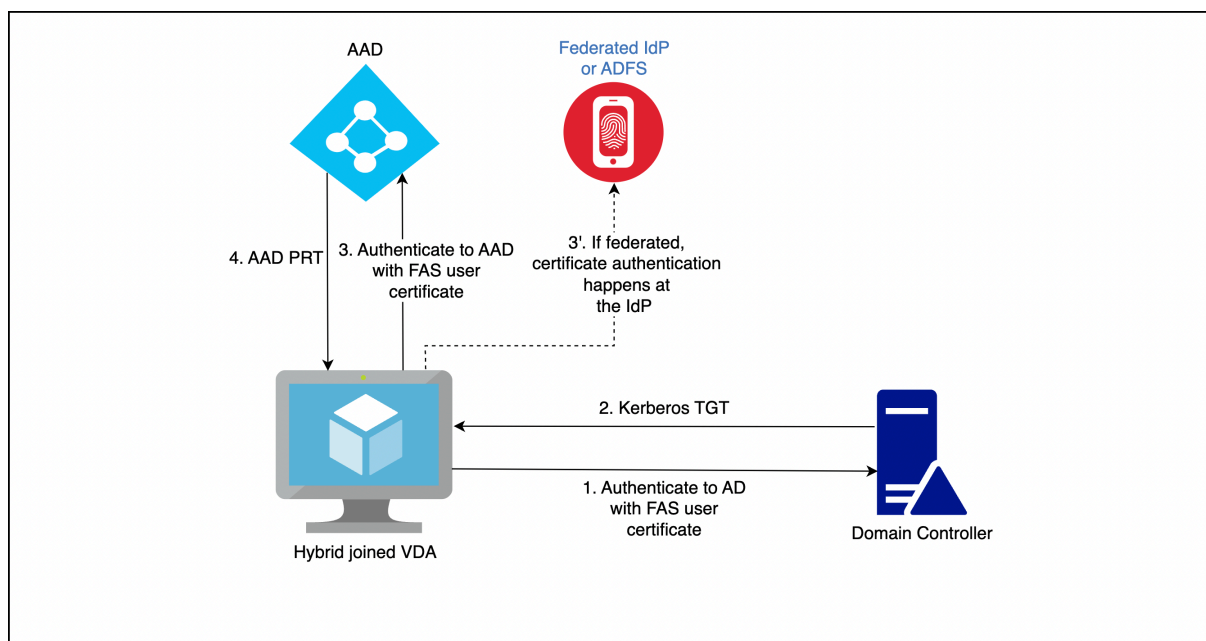 AAD
Federated IdP
or ADFS
4. AAD PRT
3. Authenticate to AAD
with FAS user
certificate
3'. If federated,
certificate authentication
happens at
the IdP
2. Kerberos TGT
1. Authenticate to AD
with FAS user
certificate
Hybrid joined VDA
Domain Controller